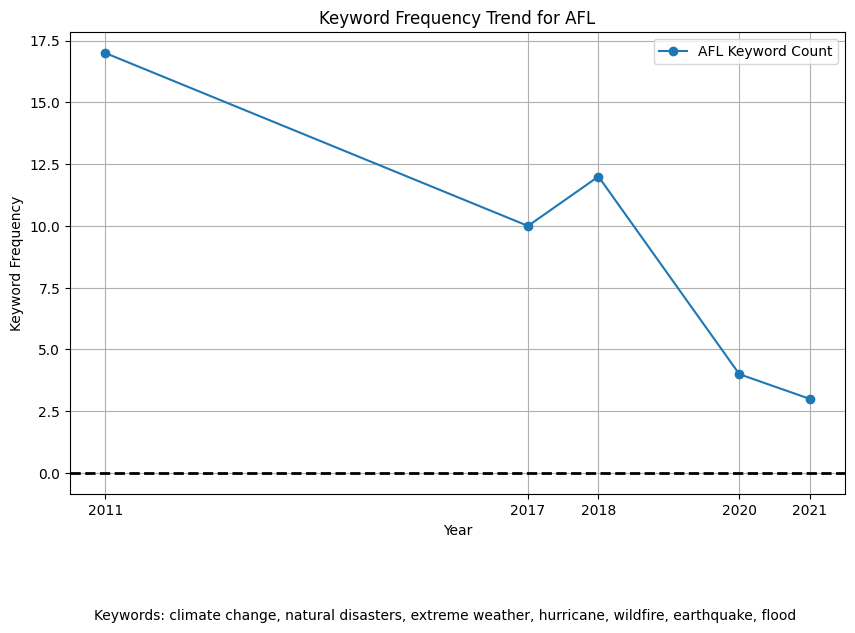 Keyword Frequency Trend for AFL
17.5
15.0
12.5
10.0
7.5
5.0
2.5
0.0
Keyword Frequency
AFL Keyword Count
2011 2017 2018 2020 2021
Year
Keywords: climate change, natural disasters, extreme weather, hurricane, wildfire, earthquake, flood